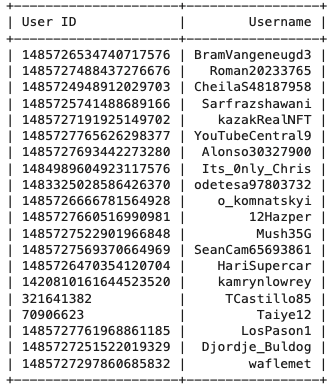 User ID Username
1485726534740717576 BramVangeneugd3
1485727488437276676 Roman20233765
1485724948912029703 CheilaS48187958
1485725741488689166 Sarfrazshawani
1485727191925149702 kazakRealNFT
1485727765626298377 YouTubeCentral9
1485727693442273280 Alonso30327900
1484989604923117576 Its_0nly_Chris
1483325028586426370 odetesa97803732
1485726666781564928 o_komnatskyi
1485727660516990981 12Hazper
1485727522901966848 Mush35G
1485727569370664969 SeanCam65693861
1485726470354120704 HariSupercar
1420810161644523520 kamrynlowrey
321641382 TCastillo85
70906623 Taiye12
1485727761968861185 LosPason1
1485727251522019329 Djordje_Buldog
1485727297860685832 waflemet